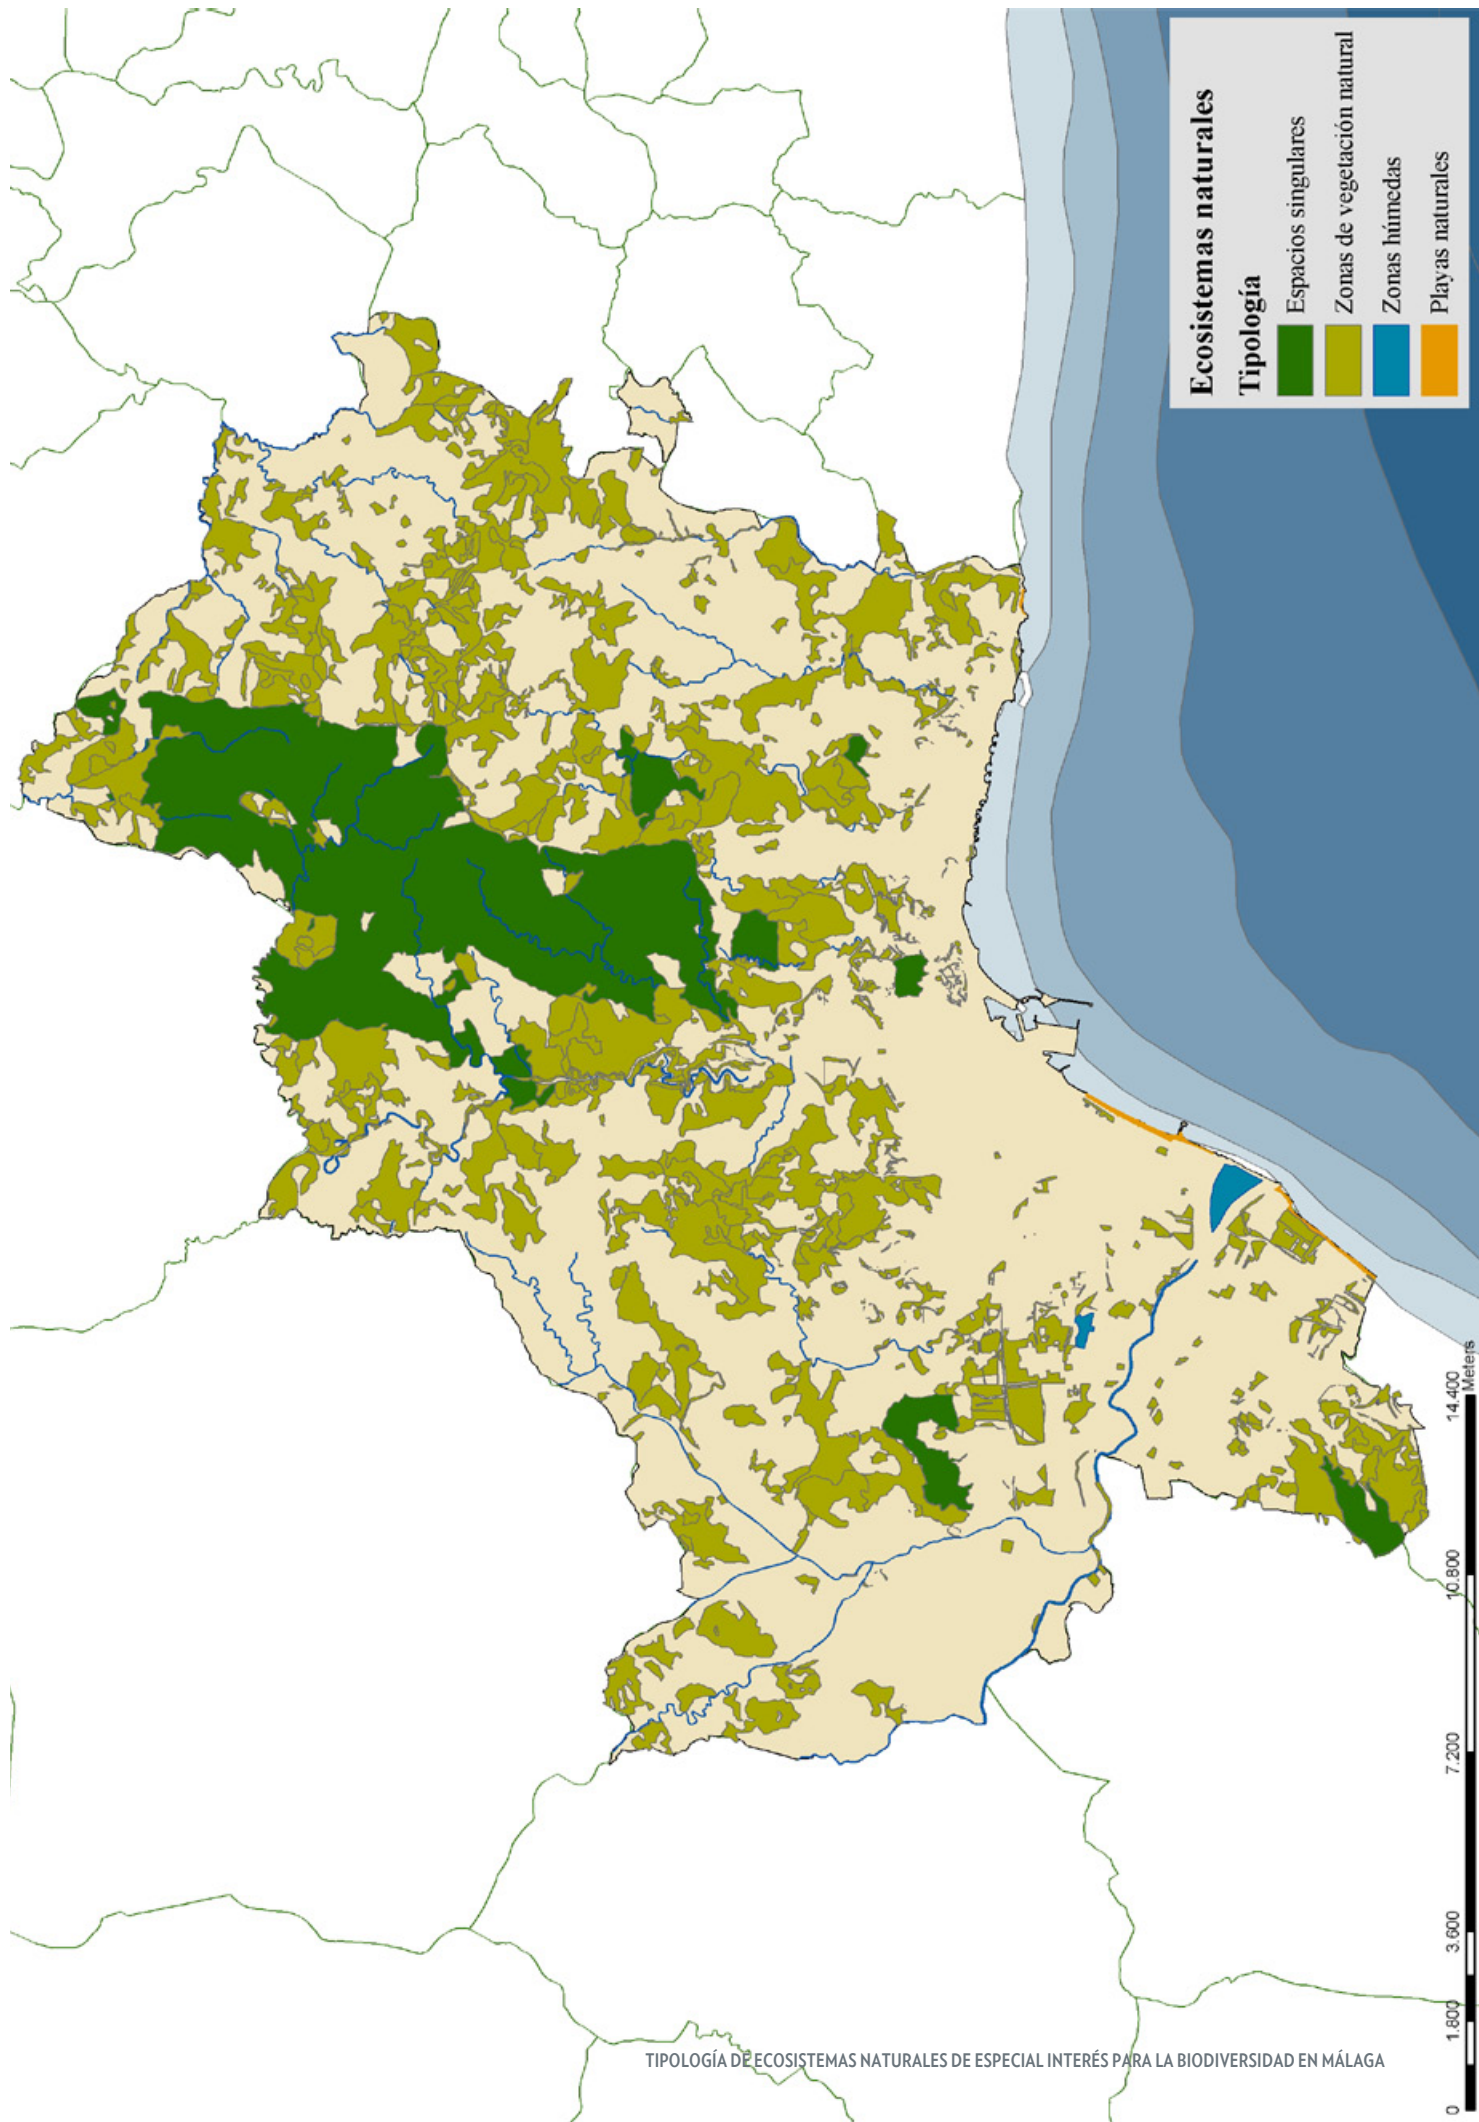 Ecosistemas naturales
Tipología
Espacios singulares
Zonas de vegetación natural
Zonas húmedas
Playas naturales
0 1.800 3.600 7.200 10.800 14.400
Meters
TIPOLOGÍA DE ECOSISTEMAS NATURALES DE ESPECIAL INTERÉS PARA LA BIODIVERSIDAD EN MÁLAGA